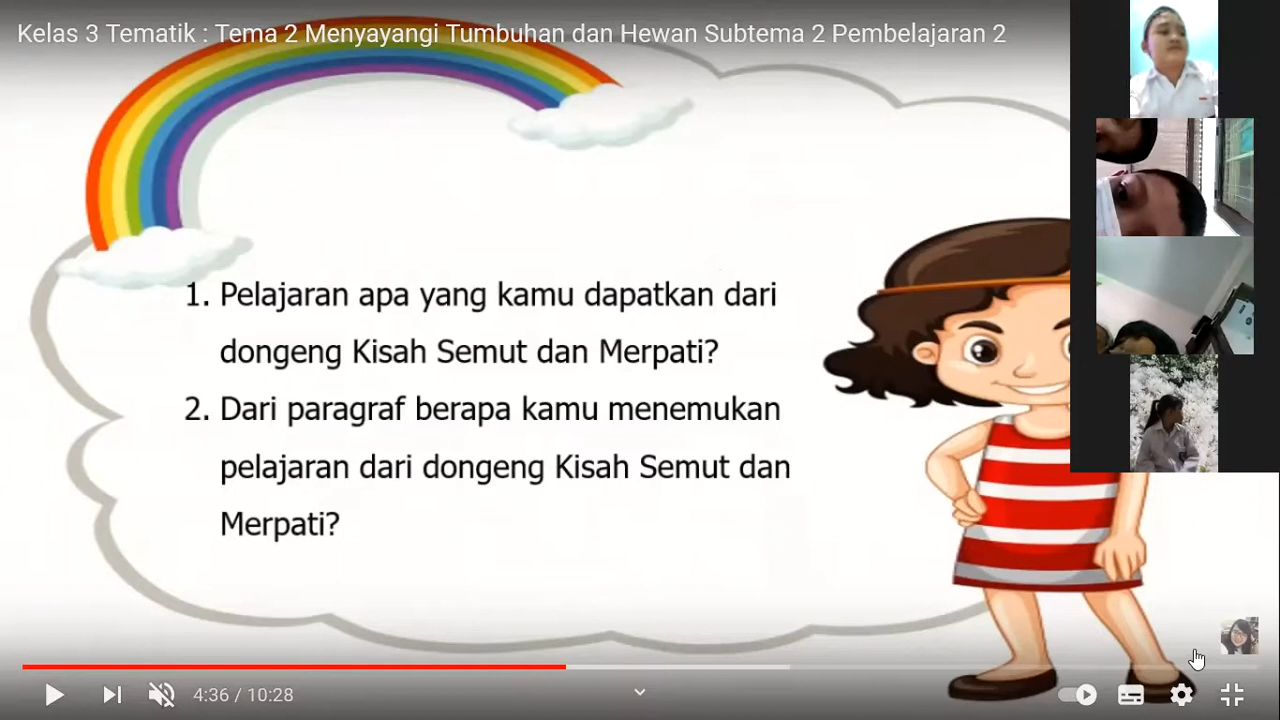 Kelas 3 Tematik : Tema 2 Menyayangi Tumbuhan dan Hewan Subtema 2 Pembelajaran 2
1. Pelajaran apa yang kamu dapatkan dari
dongeng Kisah Semut dan Merpati?
2. Dari paragraf berapa kamu menemukan
pelajaran dari dongeng Kisah Semut dan
Merpati?
4:36 / 10:28